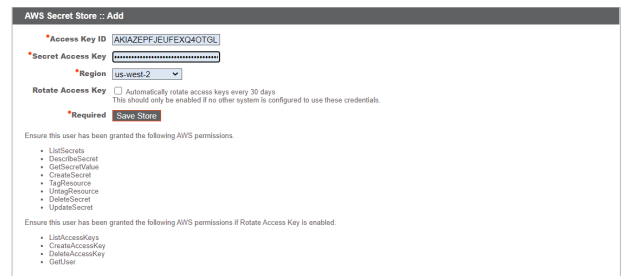 AWS Secret Store :: Add
*Access Key ID AKIAZEPFJEUFEXQ4OTGL
*Secret Access Key ••••••••••••••••••••••••••••••••••••••••
*Region us-west-2
Rotate Access Key Automatically rotate access keys every 30 days
This should only be enabled if no other system is configured to use these credentials.
*Required Save Store
Ensure this user has been granted the following AWS permissions.
• ListSecrets
• DescribeSecret
• GetSecretValue
• CreateSecret
• TagResource
• UntagResource
• DeleteSecret
• UpdateSecret
Ensure this user has been granted the following AWS permissions if Rotate Access Key is enabled:
• ListAccessKeys
• CreateAccessKey
• DeleteAccessKey
• GetUser